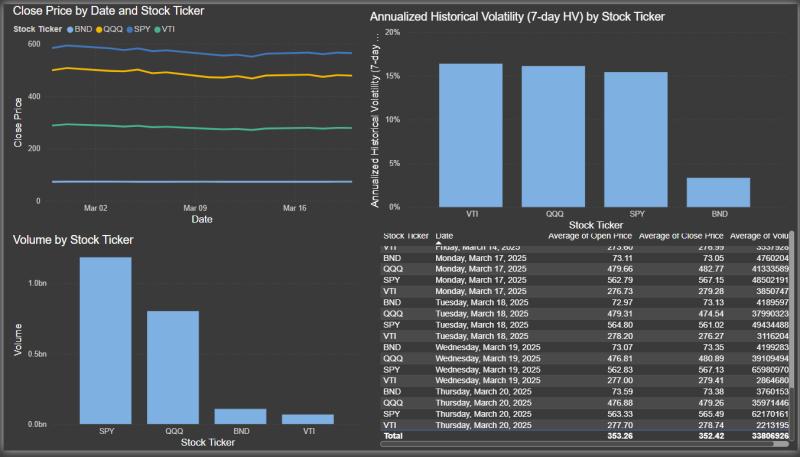 Close Price by Date and Stock Ticker
Stock Ticker BND QQQ SPY VTI
600
400
200
0
Close Price
Mar 02 Mar 09 Mar 16
Date
Annualized Historical Volatility (7-day HV) by Stock Ticker
Annualized Historical Volatility (7-day ...
20%
15%
10%
5%
0%
VTI QQQ SPY BND
Stock Ticker
Volume by Stock Ticker
Volume
1.0bn
0.5bn
0.0bn
SPY QQQ BND VTI
Stock Ticker
Stock Ticker Date Average of Open Price Average of Close Price Average of Volu
VTI Friday, March 14, 2025 273.60 276.99 3337928
BND Monday, March 17, 2025 73.11 73.05 4760204
QQQ Monday, March 17, 2025 479.66 482.77 41333589
SPY Monday, March 17, 2025 562.79 567.15 48502191
VTI Monday, March 17, 2025 276.73 279.28 3850747
BND Tuesday, March 18, 2025 72.97 73.13 4189597
QQQ Tuesday, March 18, 2025 479.31 474.54 37990323
SPY Tuesday, March 18, 2025 564.80 561.02 49434488
VTI Tuesday, March 18, 2025 278.20 276.27 3116204
BND Wednesday, March 19, 2025 73.07 73.35 4199283
QQQ Wednesday, March 19, 2025 476.81 480.89 39109494
SPY Wednesday, March 19, 2025 562.83 567.13 65980970
VTI Wednesday, March 19, 2025 277.00 279.41 2864680
BND Thursday, March 20, 2025 73.59 73.38 3760153
QQQ Thursday, March 20, 2025 476.88 479.26 35971446
SPY Thursday, March 20, 2025 563.33 565.49 62170161
VTI Thursday, March 20, 2025 277.70 278.74 2213195
Total 353.26 352.42 33806926